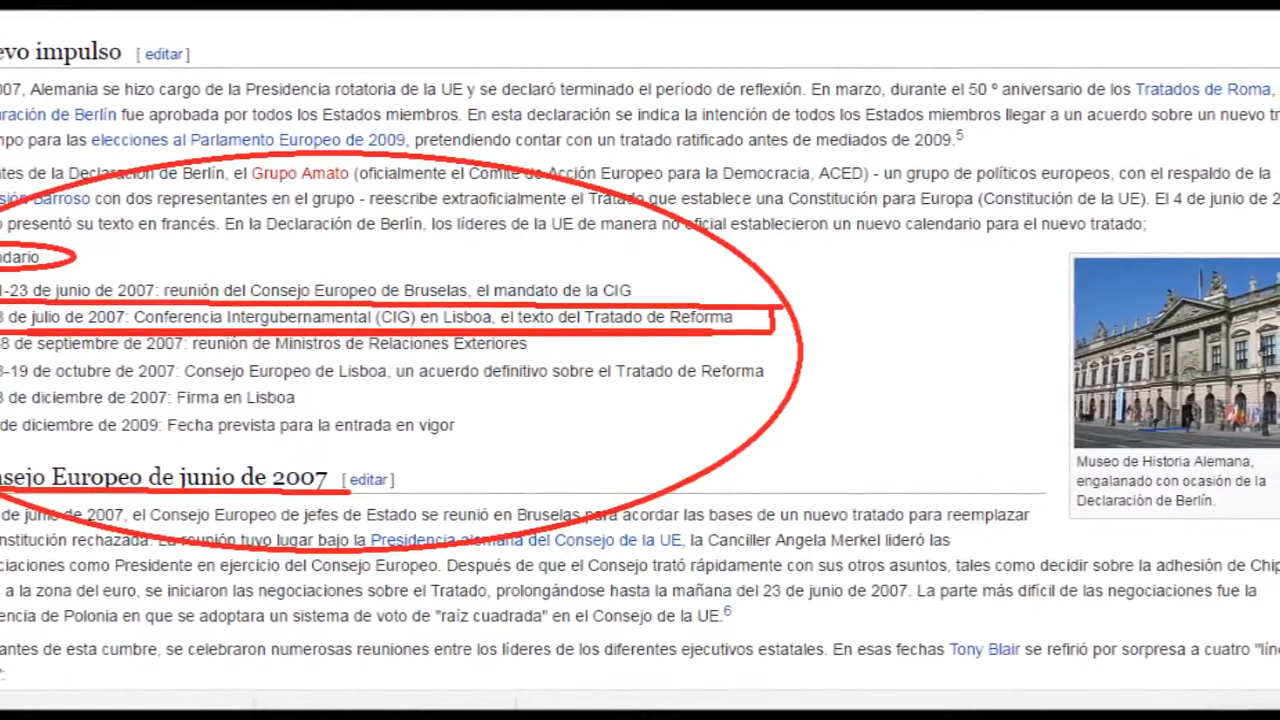 evo impulso [ editar ]
007, Alemania se hizo cargo de la Presidencia rotatoria de la UE y se declaró terminado el período de reflexión. En marzo, durante el 50 º aniversario de los Tratados de Roma,
aración de Berlín fue aprobada por todos los Estados miembros. En esta declaración se indica la intención de todos los Estados miembros llegar a un acuerdo sobre un nuevo tr
mpo para las elecciones al Parlamento Europeo de 2009, pretendiendo contar con un tratado ratificado antes de mediados de 2009.5
tes de la Declaración de Berlín, el Grupo Amato (oficialmente el Comité de Acción Europeo para la Democracia, ACED) - un grupo de políticos europeos, con el respaldo de la
sión Barroso con dos representantes en el grupo - reescribe extraoficialmente el Tratado que establece una Constitución para Europa (Constitución de la UE). El 4 de junio de 2
o presentó su texto en francés. En la Declaración de Berlín, los líderes de la UE de manera no oficial establecieron un nuevo calendario para el nuevo tratado;
ndario
1-23 de junio de 2007: reunión del Consejo Europeo de Bruselas, el mandato de la CIG
3 de julio de 2007: Conferencia Intergubernamental (CIG) en Lisboa, el texto del Tratado de Reforma
8 de septiembre de 2007: reunión de Ministros de Relaciones Exteriores
8-19 de octubre de 2007: Consejo Europeo de Lisboa, un acuerdo definitivo sobre el Tratado de Reforma
3 de diciembre de 2007: Firma en Lisboa
de diciembre de 2009: Fecha prevista para la entrada en vigor
Museo de Historia Alemana,
engalanado con ocasión de la
Declaración de Berlín.
nsejo Europeo de junio de 2007 [ editar ]
de junio de 2007, el Consejo Europeo de jefes de Estado se reunió en Bruselas para acordar las bases de un nuevo tratado para reemplazar
nstitución rechazada. La reunión tuvo lugar bajo la Presidencia alemana del Consejo de la UE, la Canciller Angela Merkel lideró las
ciaciones como Presidente en ejercicio del Consejo Europeo. Después de que el Consejo trató rápidamente con sus otros asuntos, tales como decidir sobre la adhesión de Chip
a la zona del euro, se iniciaron las negociaciones sobre el Tratado, prolongándose hasta la mañana del 23 de junio de 2007. La parte más difícil de las negociaciones fue la
encia de Polonia en que se adoptara un sistema de voto de "raíz cuadrada" en el Consejo de la UE.6
antes de esta cumbre, se celebraron numerosas reuniones entre los líderes de los diferentes ejecutivos estatales. En esas fechas Tony Blair se refirió por sorpresa a cuatro "lín